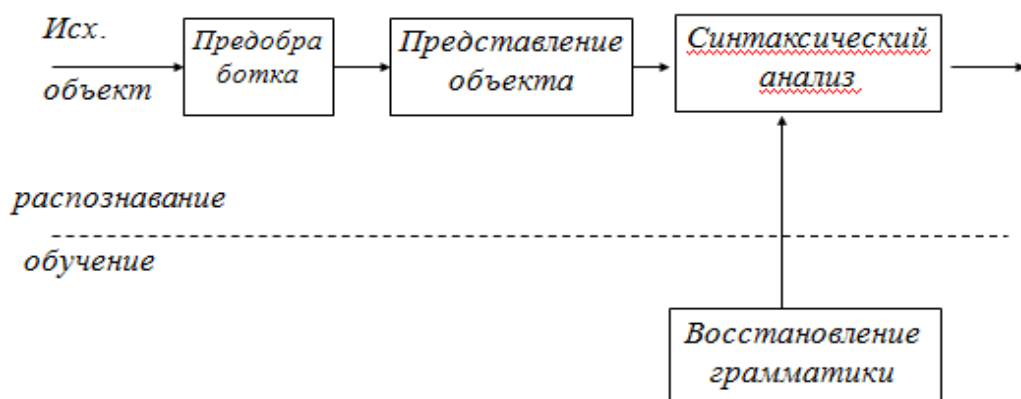 Исх.
объект
Предобра
ботка
Представление
объекта
Синтаксический
анализ
распознавание
обучение
Восстановление
грамматики